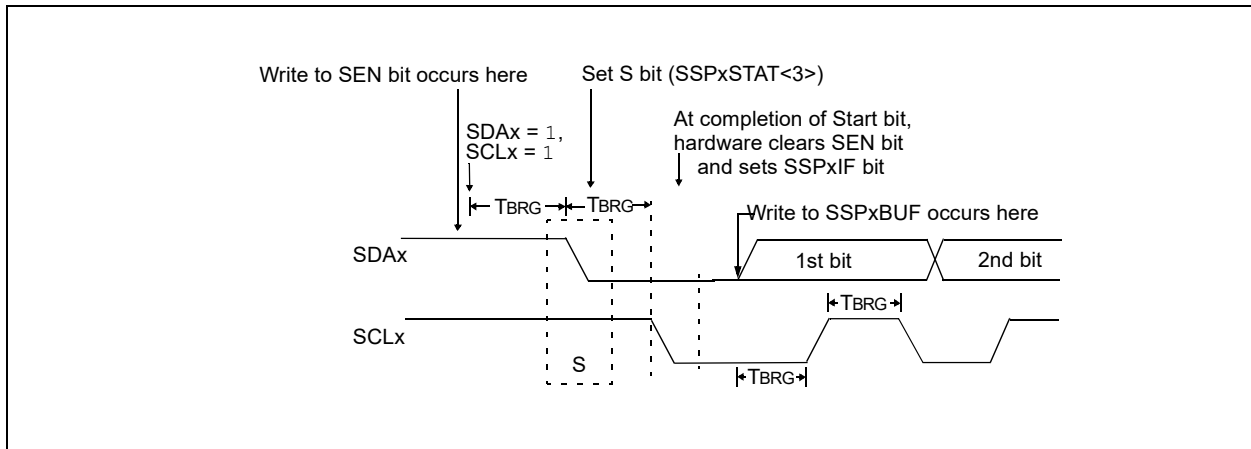 Write to SEN bit occurs here
Set S bit (SSPxSTAT<3>)
SDAx = 1,
SCLx = 1
At completion of Start bit,
hardware clears SEN bit
and sets SSPxIF bit
TBRG
TBRG
Write to SSPxBUF occurs here
SDAx
1st bit
2nd bit
TBRG
SCLx
S
TBRG